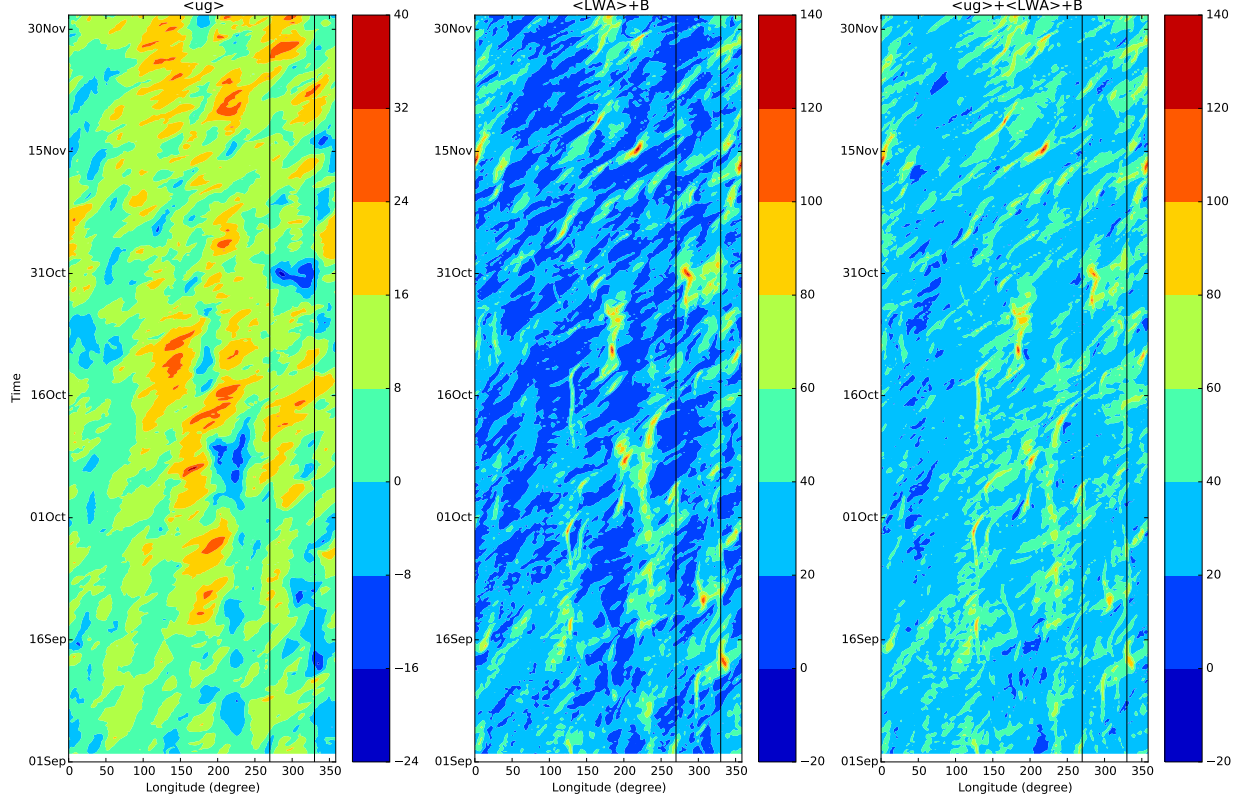 <ug>
<LWA>+B
<ug>+<LWA>+B
Time
30Nov
15Nov
31Oct
16Oct
01Oct
16Sep
01Sep
0 50 100 150 200 250 300 350
Longitude (degree)
40
32
24
16
8
0
−8
−16
−24
30Nov
15Nov
31Oct
16Oct
01Oct
16Sep
01Sep
0 50 100 150 200 250 300 350
Longitude (degree)
140
120
100
80
60
40
20
0
−20
30Nov
15Nov
31Oct
16Oct
01Oct
16Sep
01Sep
0 50 100 150 200 250 300 350
Longitude (degree)
140
120
100
80
60
40
20
0
−20